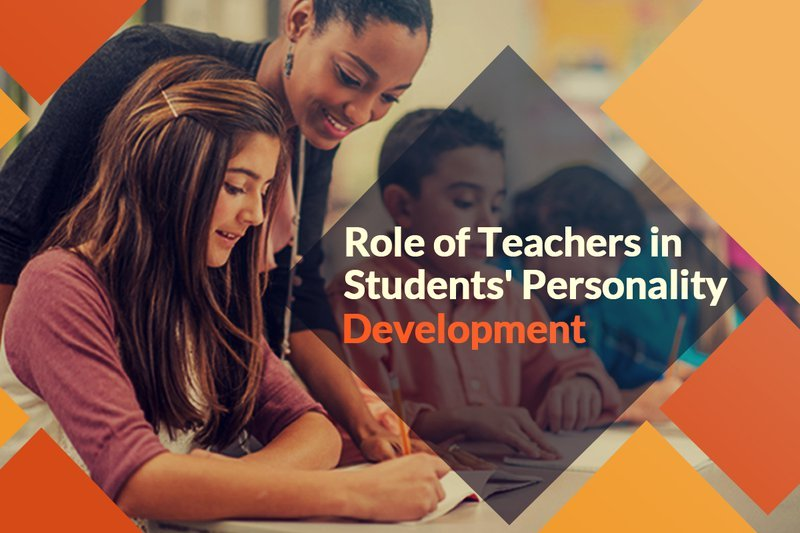 Role of Teachers in
Students' Personality
Development